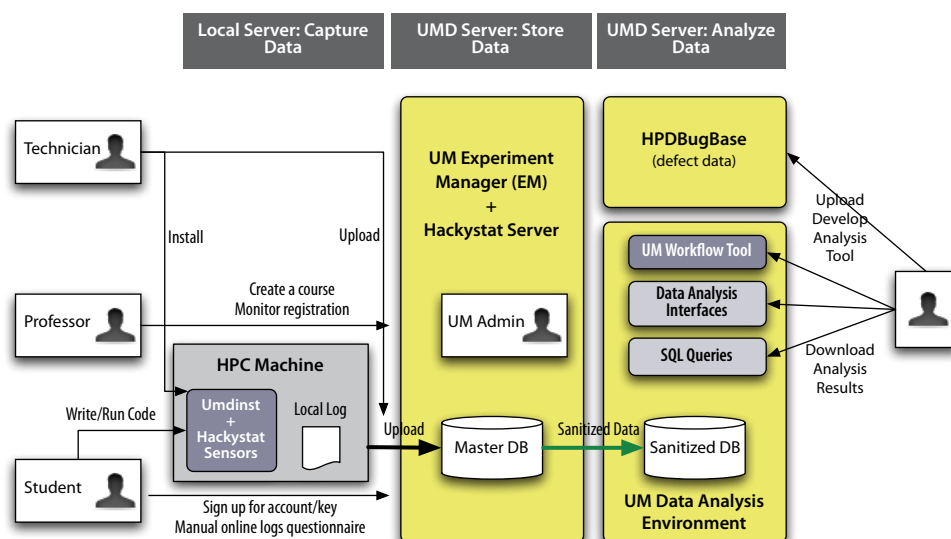 Local Server: Capture
Data
UMD Server: Store
Data
UMD Server: Analyze
Data
Technician
Install
Upload
UM Experiment
Manager (EM)
+
Hackystat Server
HPDBugBase
(defect data)
Upload
Develop
Analysis
Tool
UM Workflow Tool
Data Analysis
Interfaces
SQL Queries
Download
Analysis
Results
Professor
Create a course
Monitor registration
UM Admin
HPC Machine
Umdinst
+
Hackystat
Sensors
Local Log
Write/Run Code
Upload
Master DB
Sanitized Data
Sanitized DB
UM Data Analysis
Environment
Student
Sign up for account/key
Manual online logs questionnaire